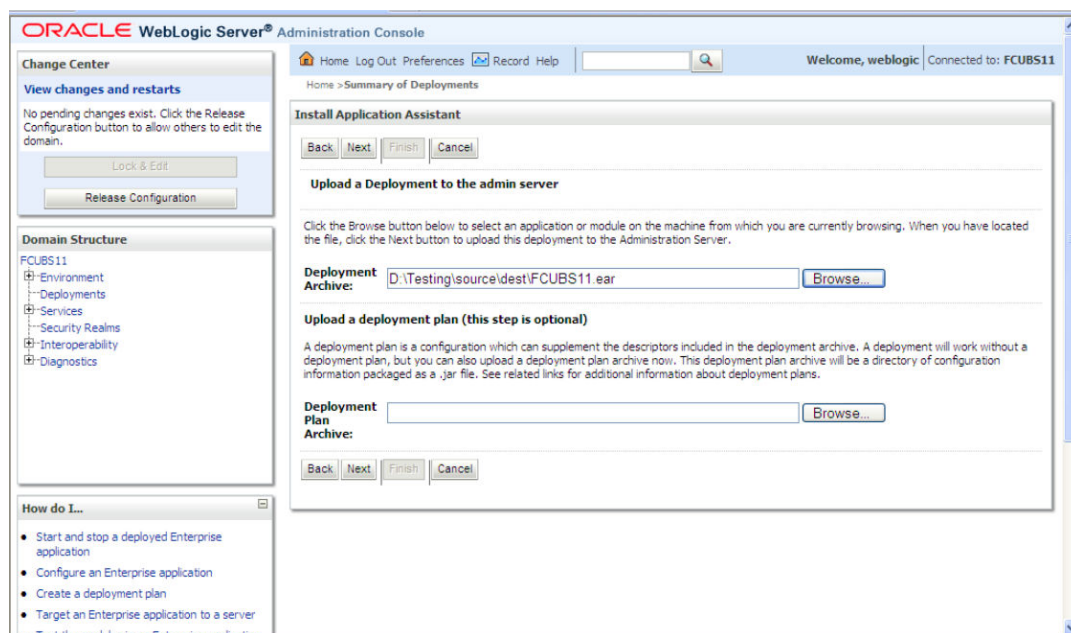 ORACLE WebLogic Server® Administration Console
Change Center
View changes and restarts
No pending changes exist. Click the Release
Configuration button to allow others to edit the
domain.
Lock & Edit
Release Configuration
Domain Structure
FCUBS11
Environment
Deployments
Services
Security Realms
Interoperability
Diagnostics
How do I...
Start and stop a deployed Enterprise
application
Configure an Enterprise application
Create a deployment plan
Target an Enterprise application to a server
Home Log Out Preferences Record Help
Welcome, weblogic Connected to: FCUBS11
Home >Summary of Deployments
Install Application Assistant
Back Next Finish Cancel
Upload a Deployment to the admin server
Click the Browse button below to select an application or module on the machine from which you are currently browsing. When you have located
the file, click the Next button to upload this deployment to the Administration Server.
Deployment
Archive:
D:\Testing\source\dest\FCUBS11.ear
Browse...
Upload a deployment plan (this step is optional)
A deployment plan is a configuration which can supplement the descriptors included in the deployment archive. A deployment will work without a
deployment plan, but you can also upload a deployment plan archive now. This deployment plan archive will be a directory of configuration
information packaged as a .jar file. See related links for additional information about deployment plans.
Deployment
Plan
Archive:
Browse...
Back Next Finish Cancel